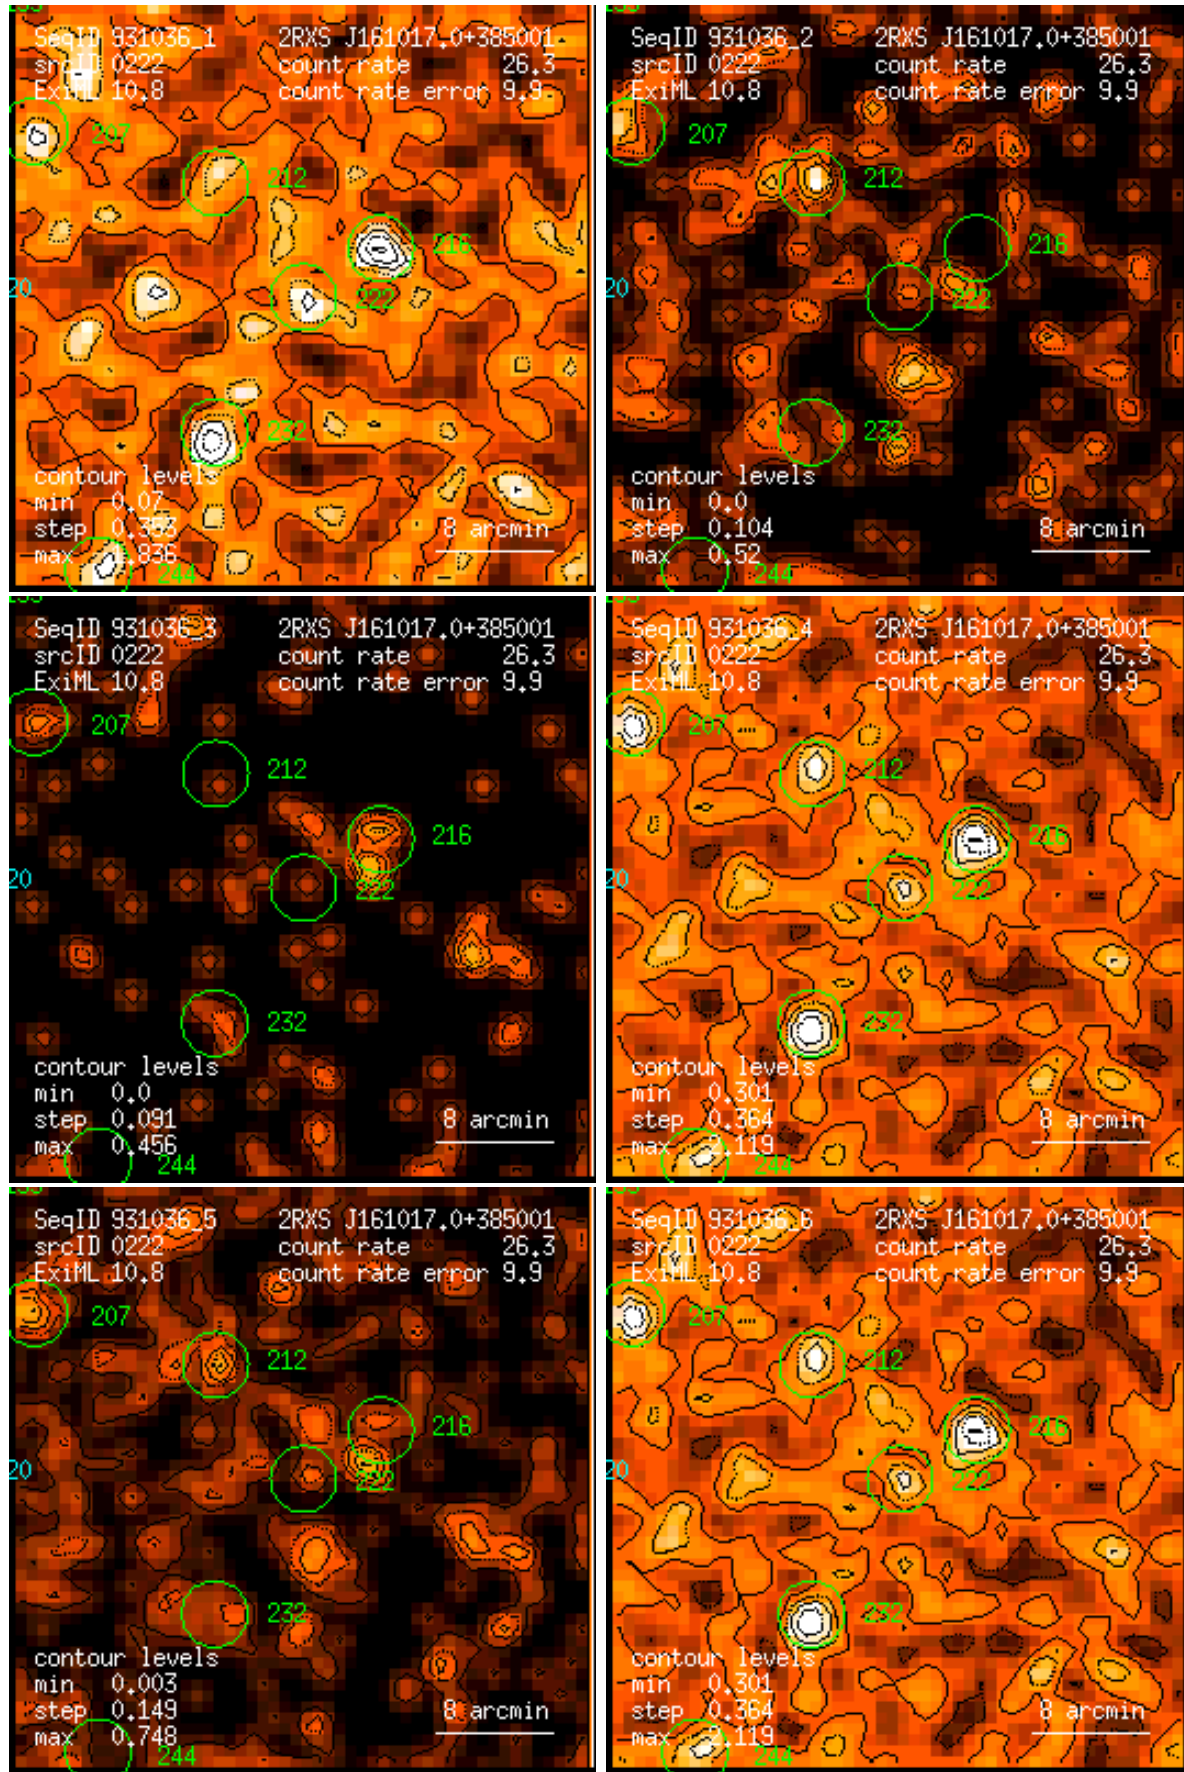 SeqID 931036_1 2RXS J161017.0+385001
srcID 0222 count rate 26.3
ExiML 10.8 count rate error 9.9
207
212
216
20
222
232
contour levels
min 0.07
step 0.353
max 1.836
8 arcmin
244
SeqID 931036_2 2RXS J161017.0+385001
srcID 0222 count rate 26.3
ExiML 10.8 count rate error 9.9
207
212
216
20
222
232
contour levels
min 0.0
step 0.104
max 0.52
8 arcmin
244
SeqID 931036_3 2RXS J161017.0+385001
srcID 0222 count rate 26.3
ExiML 10.8 count rate error 9.9
207
212
216
20
222
232
contour levels
min 0.0
step 0.091
max 0.456
8 arcmin
244
SeqID 931036_4 2RXS J161017.0+385001
srcID 0222 count rate 26.3
ExiML 10.8 count rate error 9.9
207
212
216
20
222
232
contour levels
min 0.301
step 0.364
max 2.119
8 arcmin
244
SeqID 931036_5 2RXS J161017.0+385001
srcID 0222 count rate 26.3
ExiML 10.8 count rate error 9.9
207
212
216
20
222
232
contour levels
min 0.003
step 0.149
max 0.748
8 arcmin
244
SeqID 931036_6 2RXS J161017.0+385001
srcID 0222 count rate 26.3
ExiML 10.8 count rate error 9.9
207
212
216
20
222
232
contour levels
min 0.301
step 0.364
max 2.119
8 arcmin
244